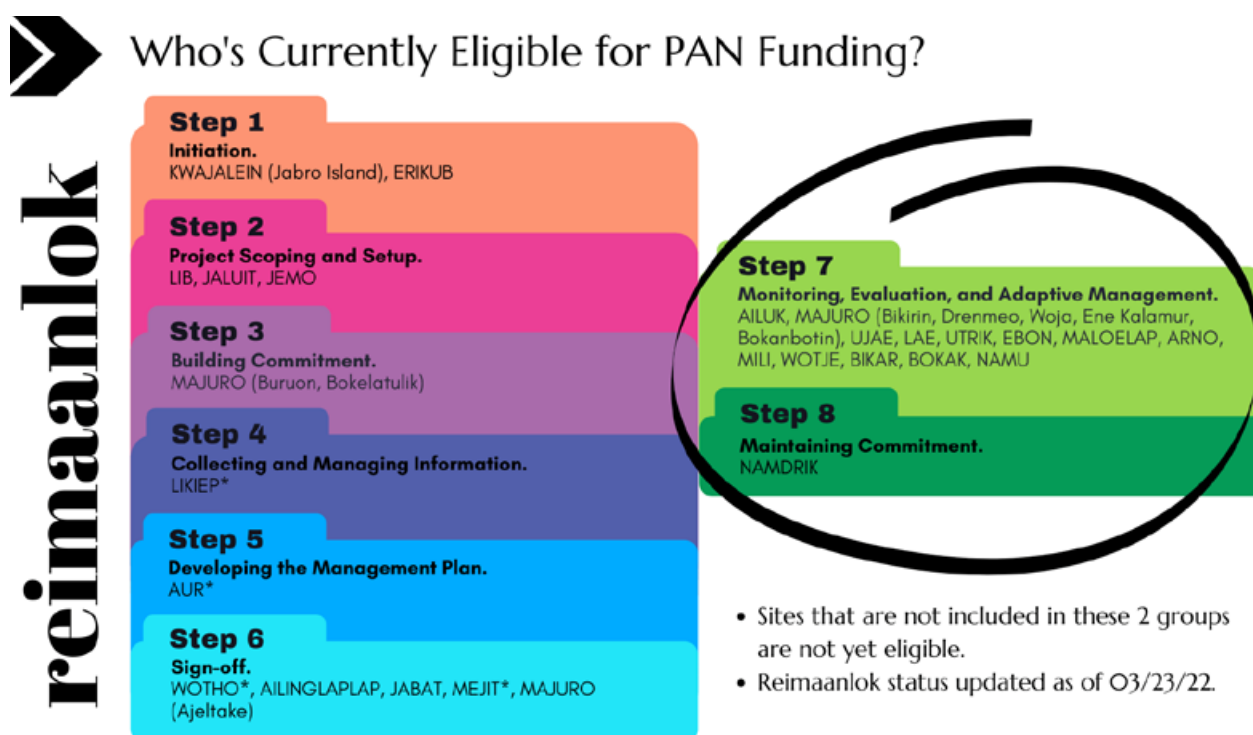 Who's Currently Eligible for PAN Funding?
reimaanlok
Step 1
Initiation.
KWAJALEIN (Jabro Island), ERIKUB
Step 2
Project Scoping and Setup.
LIB, JALUIT, JEMO
Step 3
Building Commitment.
MAJURO (Buruon, Bokelatulik)
Step 4
Collecting and Managing Information.
LIKIEP*
Step 5
Developing the Management Plan.
AUR*
Step 6
Sign-off.
WOTHO*, AILINGLAPLAP, JABAT, MEJIT*, MAJURO
(Ajeltake)
Step 7
Monitoring, Evaluation, and Adaptive Management.
AILUK, MAJURO (Bikirin, Drenmeo, Woja, Ene Kalamur,
Bokanbotin), UJAE, LAE, UTRIK, EBON, MALOELAP, ARNO,
MILI, WOTJE, BIKAR, BOKAK, NAMU
Step 8
Maintaining Commitment.
NAMDRIK
• Sites that are not included in these 2 groups
are not yet eligible.
• Reimaanlok status updated as of 03/23/22.